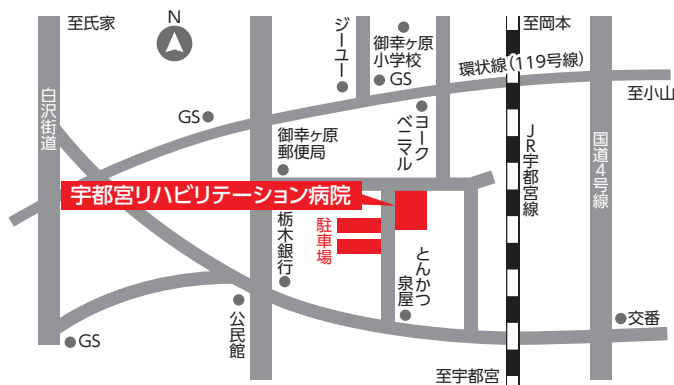 至氏家
N
ジーユー
御幸ヶ原
小学校
GS
至岡本
環状線(119号線)
至小山
白沢街道
GS
御幸ヶ原
郵便局
ヨーク
ベニマル
JR宇都宮線
国道4号線
宇都宮リハビリテーション病院
栃木銀行
駐車場
とんかつ
泉屋
公民館
GS
交番
至宇都宮